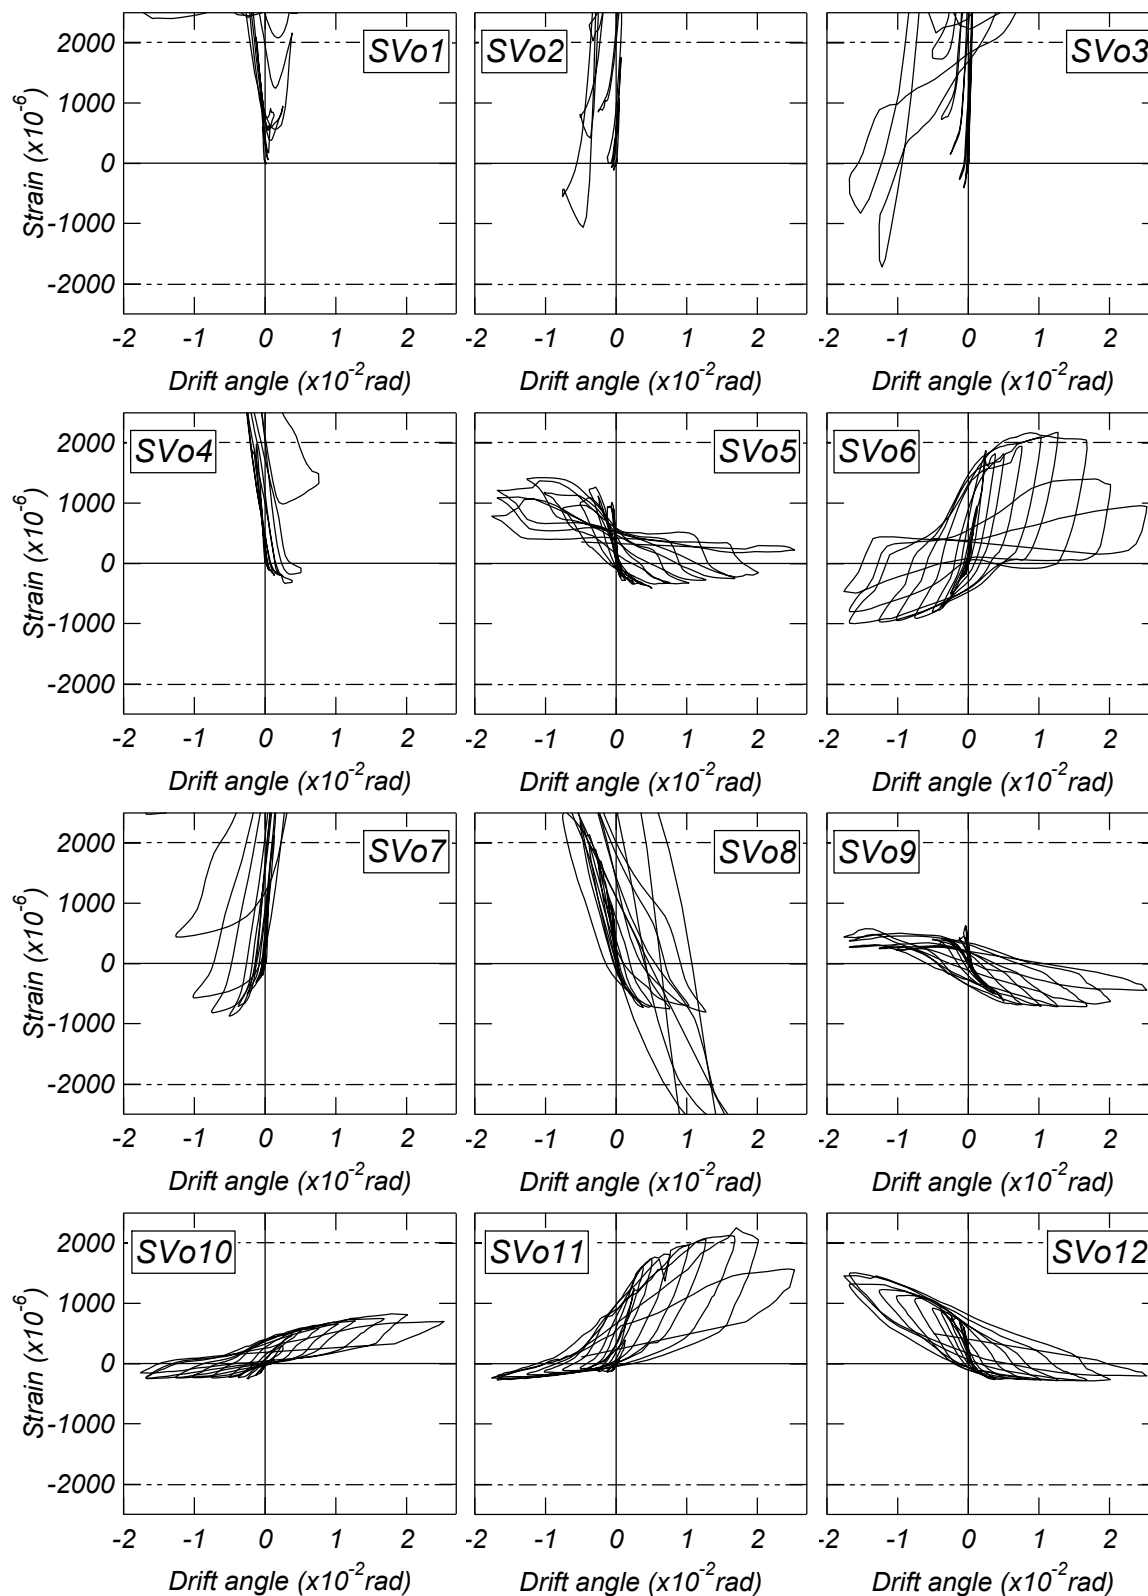 2000
1000
0
-1000
-2000
Strain (x10⁻⁶)
SVo1
SVo2
SVo3
-2 -1 0 1 2 -2 -1 0 1 2 -2 -1 0 1 2
Drift angle (x10⁻²rad) Drift angle (x10⁻²rad) Drift angle (x10⁻²rad)
2000
1000
0
-1000
-2000
Strain (x10⁻⁶)
SVo4
SVo5
SVo6
-2 -1 0 1 2 -2 -1 0 1 2 -2 -1 0 1 2
Drift angle (x10⁻²rad) Drift angle (x10⁻²rad) Drift angle (x10⁻²rad)
2000
1000
0
-1000
-2000
Strain (x10⁻⁶)
SVo7
SVo8
SVo9
-2 -1 0 1 2 -2 -1 0 1 2 -2 -1 0 1 2
Drift angle (x10⁻²rad) Drift angle (x10⁻²rad) Drift angle (x10⁻²rad)
2000
1000
0
-1000
-2000
Strain (x10⁻⁶)
SVo10
SVo11
SVo12
-2 -1 0 1 2 -2 -1 0 1 2 -2 -1 0 1 2
Drift angle (x10⁻²rad) Drift angle (x10⁻²rad) Drift angle (x10⁻²rad)